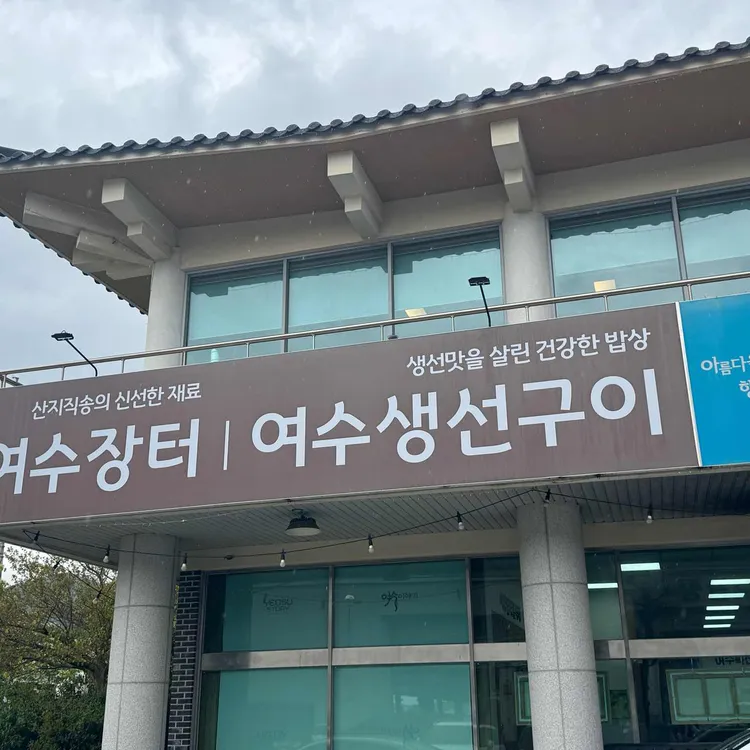 산지직송의 신선한 재료
여수장터 | 여수생선구이
생선맛을 살린 건강한 밥상